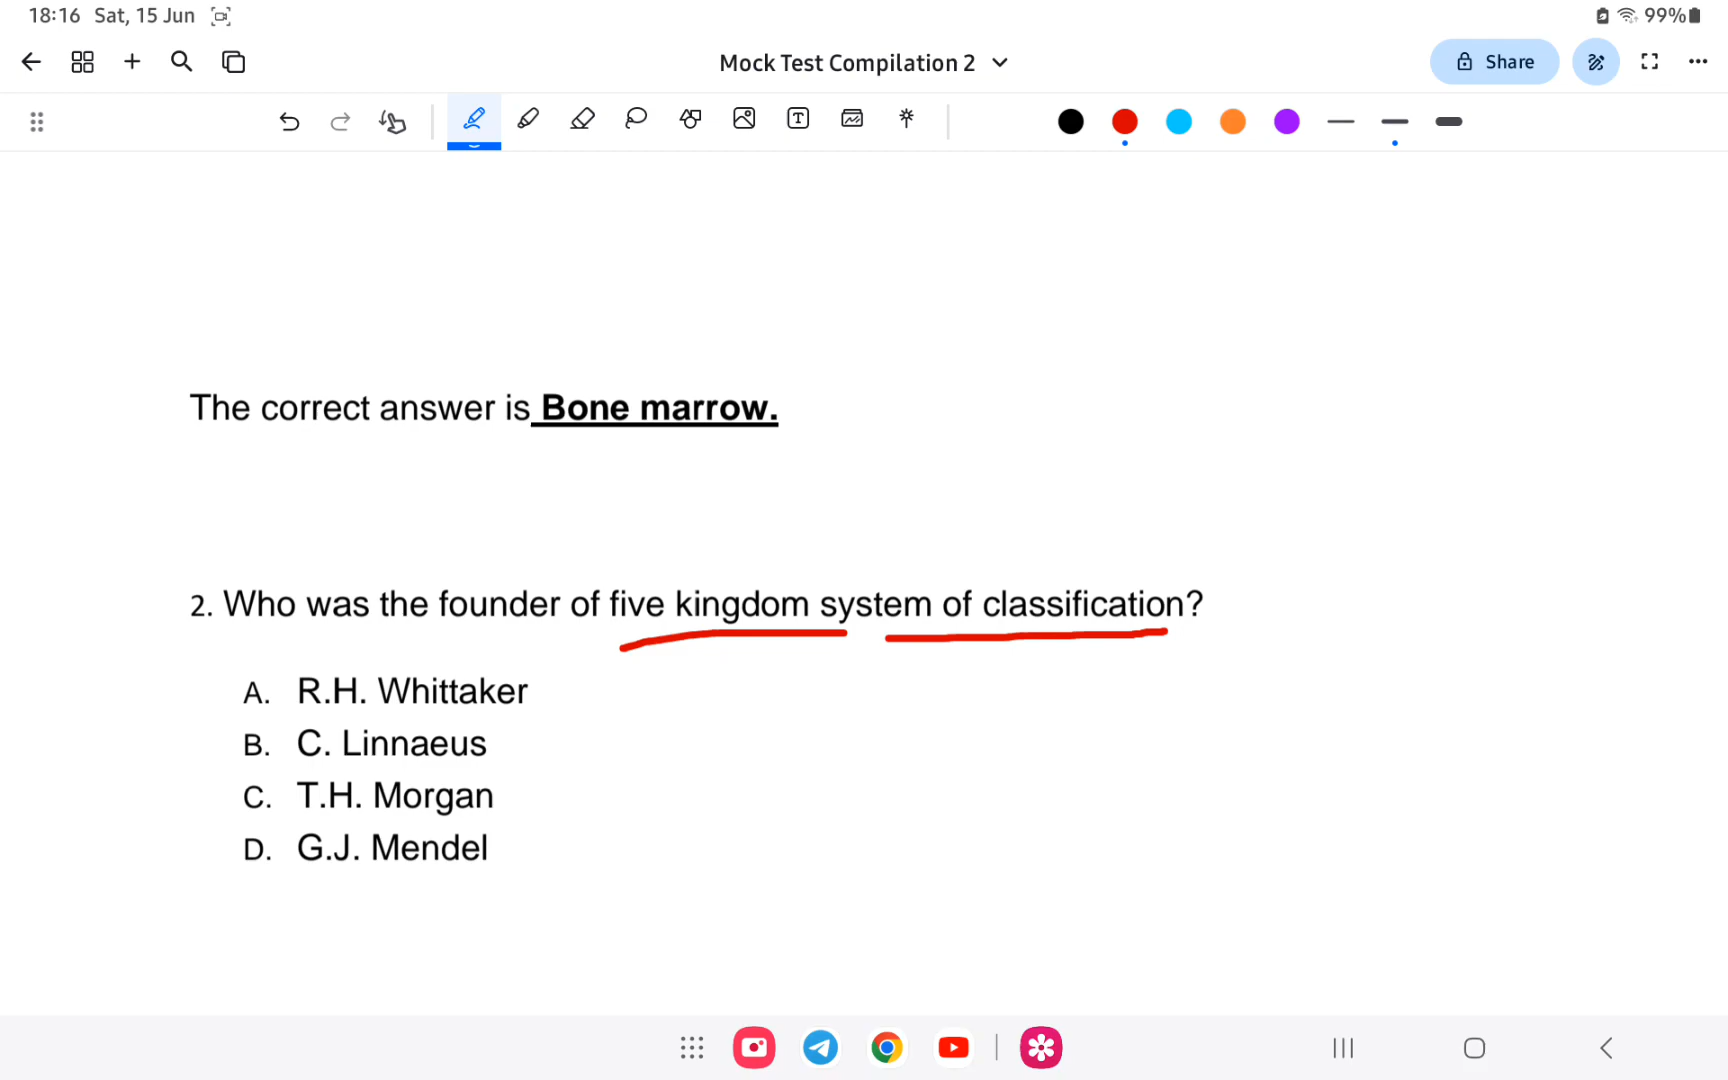 18:16 Sat, 15 Jun
99%
Mock Test Compilation 2
Share
The correct answer is Bone marrow.
2. Who was the founder of five kingdom system of classification?
A. R.H. Whittaker
B. C. Linnaeus
C. T.H. Morgan
D. G.J. Mendel